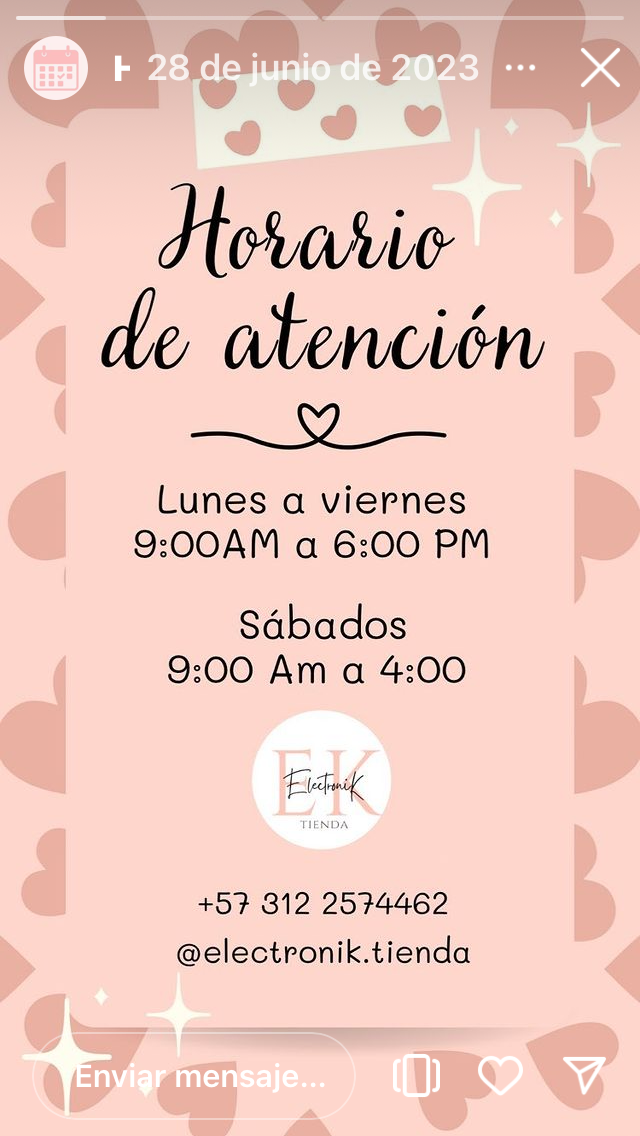 28 de junio de 2023
Horario
de atención
Lunes a viernes
9:00AM a 6:00 PM
Sábados
9:00 Am a 4:00
EK
ElectroniK
TIENDA
+57 312 2574462
@electronik.tienda
Enviar mensaje...